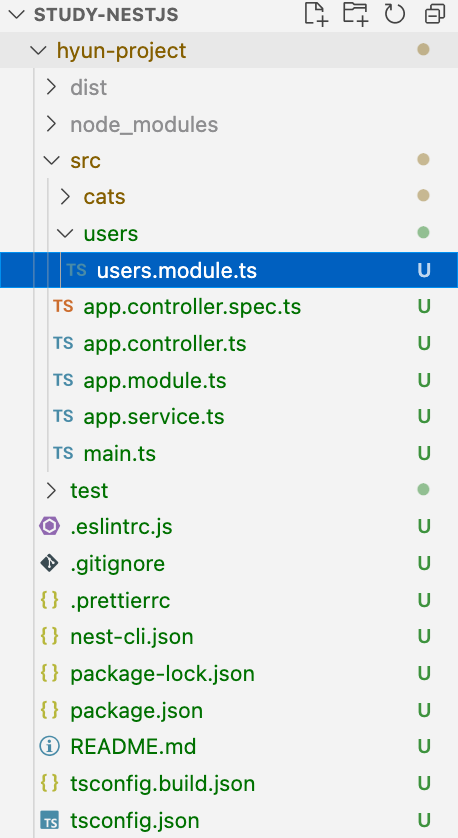 STUDY-NESTJS
hyun-project
dist
node_modules
src
cats
users
TS users.module.ts U
TS app.controller.spec.ts U
TS app.controller.ts U
TS app.module.ts U
TS app.service.ts U
TS main.ts U
test
.eslintrc.js U
.gitignore U
{} .prettierrc U
{} nest-cli.json U
{} package-lock.json U
{} package.json U
README.md U
{} tsconfig.build.json U
TS tsconfig.json U